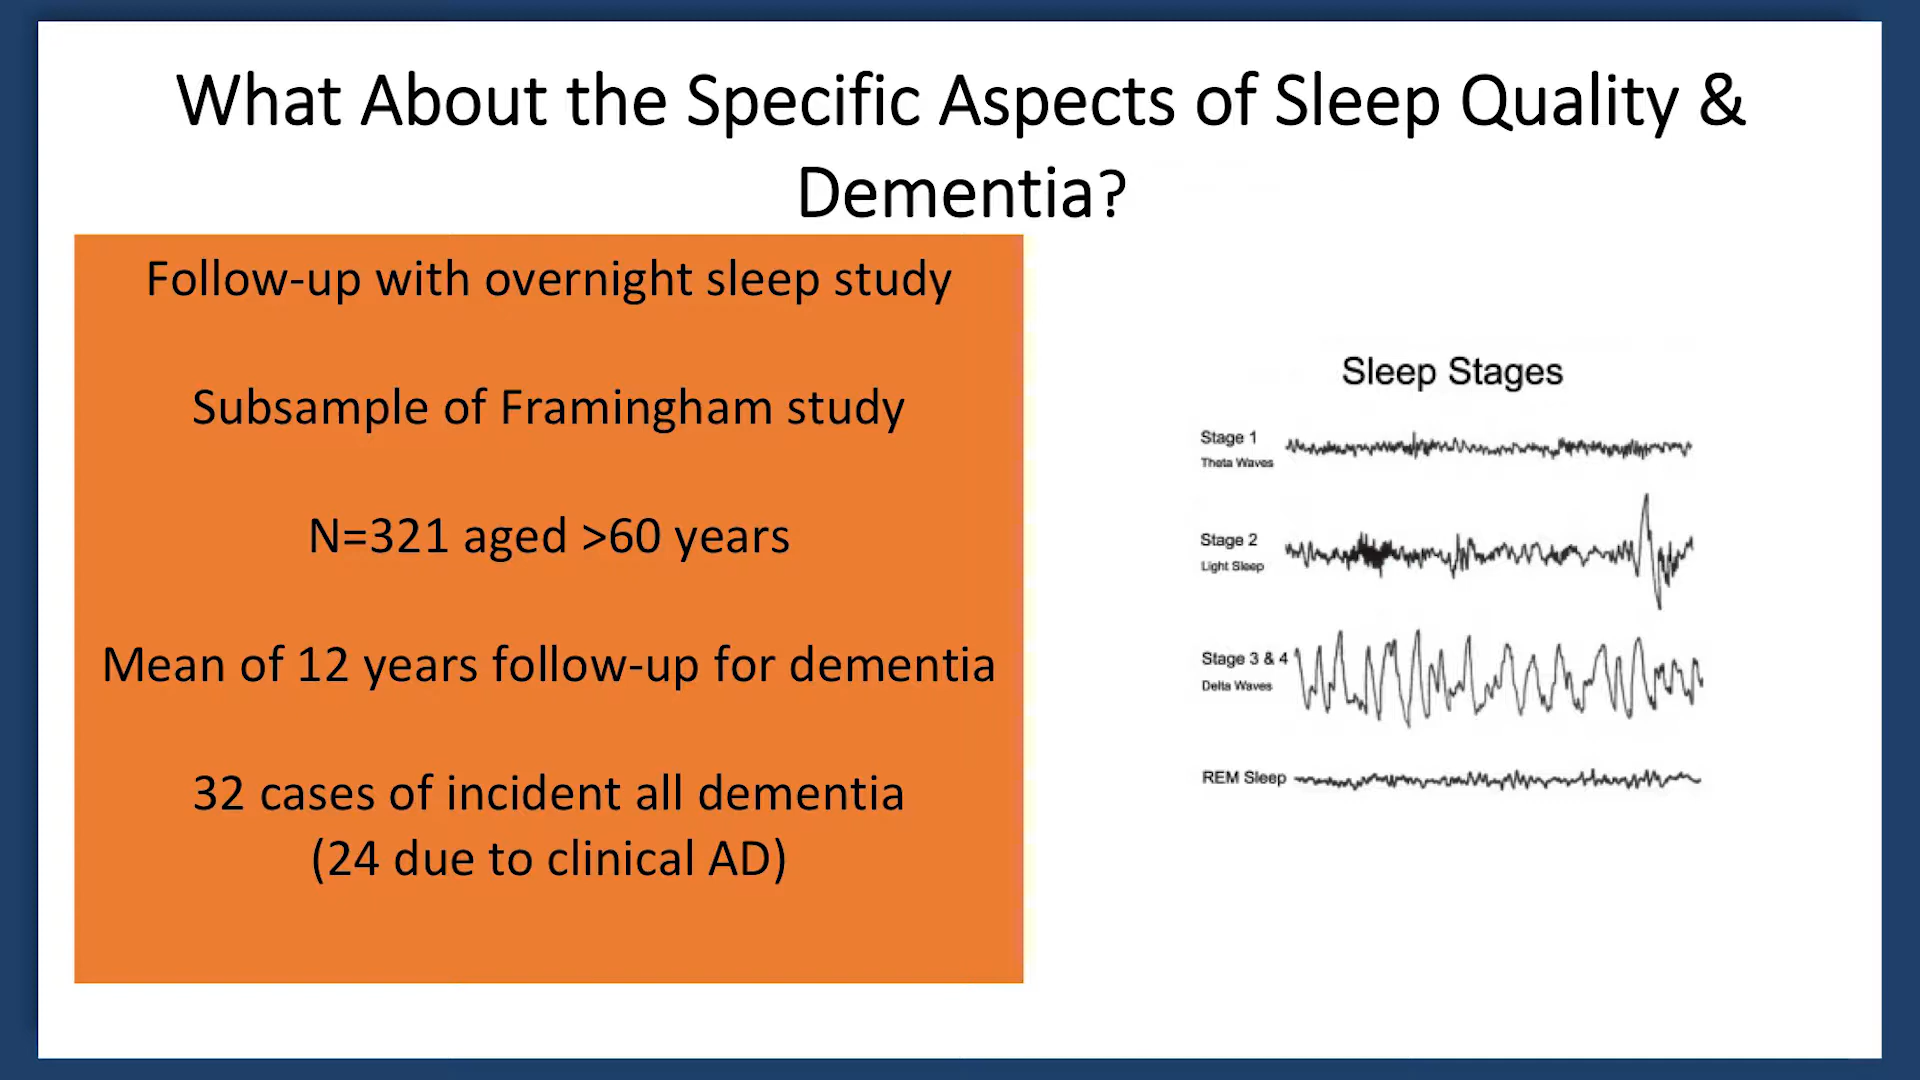 What About the Specific Aspects of Sleep Quality &
Dementia?
Follow-up with overnight sleep study
Subsample of Framingham study
N=321 aged >60 years
Mean of 12 years follow-up for dementia
32 cases of incident all dementia
(24 due to clinical AD)
Sleep Stages
Stage 1
Theta Waves
Stage 2
Light Sleep
Stage 3 & 4
Delta Waves
REM Sleep